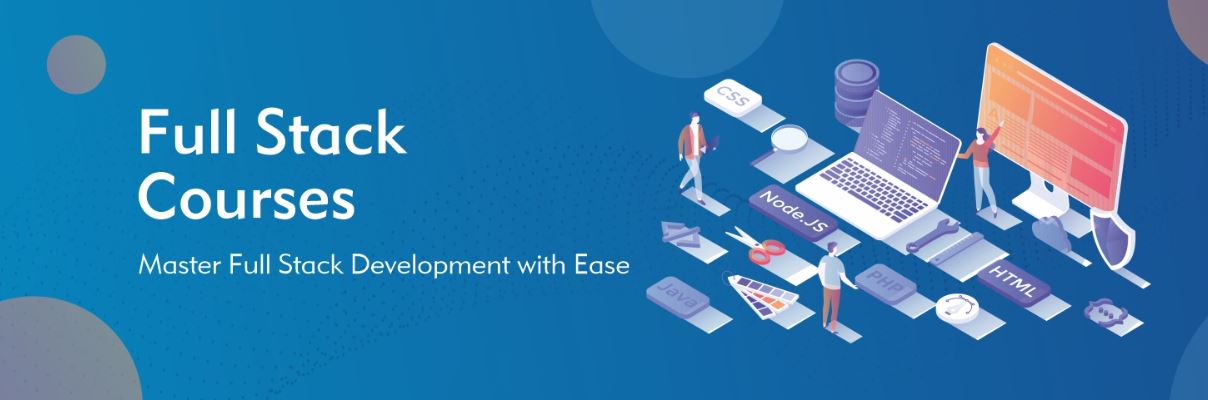 Full Stack
Courses
Master Full Stack Development with Ease
CSS
Node.JS
Java
PHP
HTML